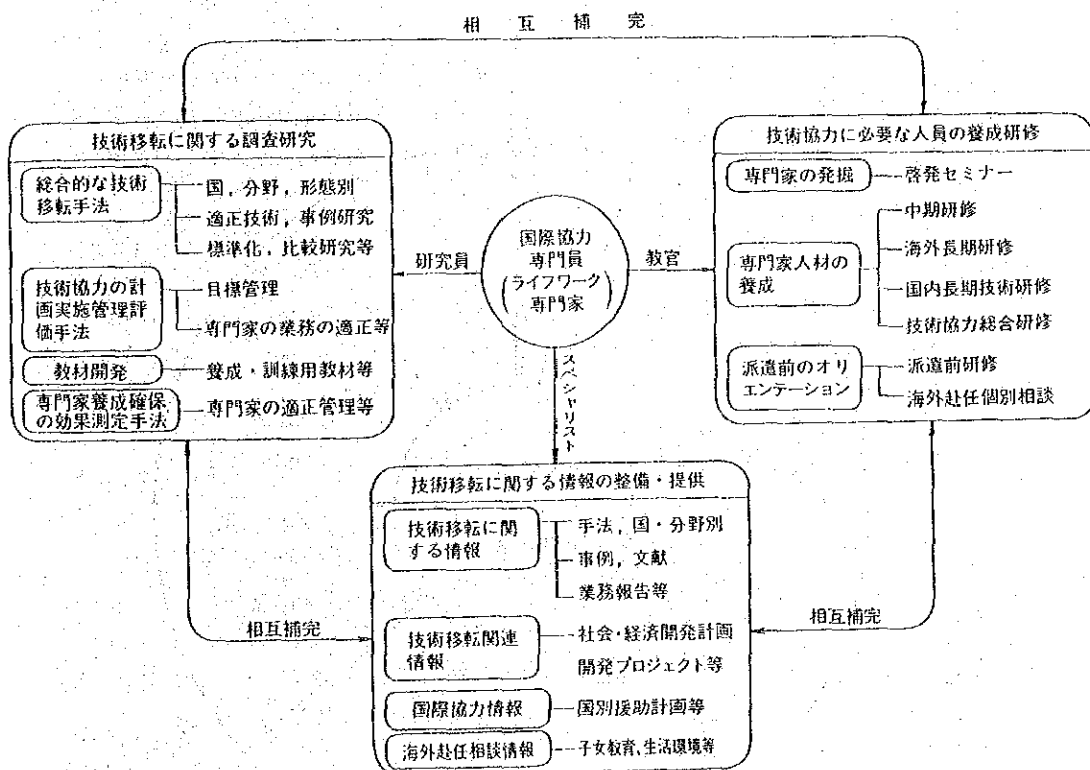 相互補完
技術移転に関する調査研究
総合的な技術
移転手法
国，分野，形態別
適正技術，事例研究
標準化，比較研究等
技術協力の計
画実施管理評
価手法
目標管理
専門家の業務の適正等
教材開発
養成・訓練用教材等
専門家養成確保
の効果測定手法
専門家の適正管理等
研究員
国際協力
専門員
(ライフワーク
専門家)
教官
スペシャリスト
技術協力に必要な人員の養成研修
専門家の発掘
啓発セミナー
専門家人材の
養成
中期研修
海外長期研修
国内長期技術研修
技術協力総合研修
派遣前のオリ
エンテーション
派遣前研修
海外赴任個別相談
相互補完
技術移転に関する情報の整備・提供
技術移転に関
する情報
手法，国・分野別
事例，文献
業務報告等
技術移転関連
情報
社会・経済開発計画
開発プロジェクト等
国際協力情報
国別援助計画等
海外赴任相談情報
子女教育、生活環境等
相互補完